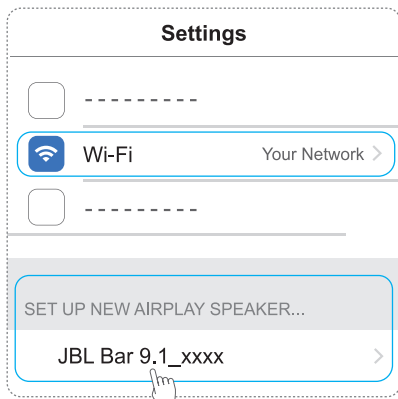 Settings
- - - - - - - - -
Wi-Fi Your Network >
- - - - - - - - -
SET UP NEW AIRPLAY SPEAKER...
JBL Bar 9.1_xxxx >